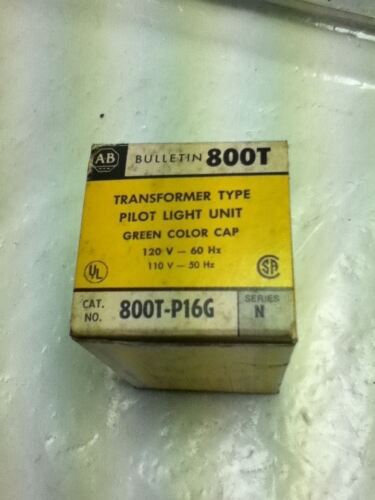 AB
BULLETIN 800T
TRANSFORMER TYPE
PILOT LIGHT UNIT
GREEN COLOR CAP
120 V – 60 Hz
110 V – 50 Hz
UL
SA
CAT. NO. 800T-P16G
SERIES N